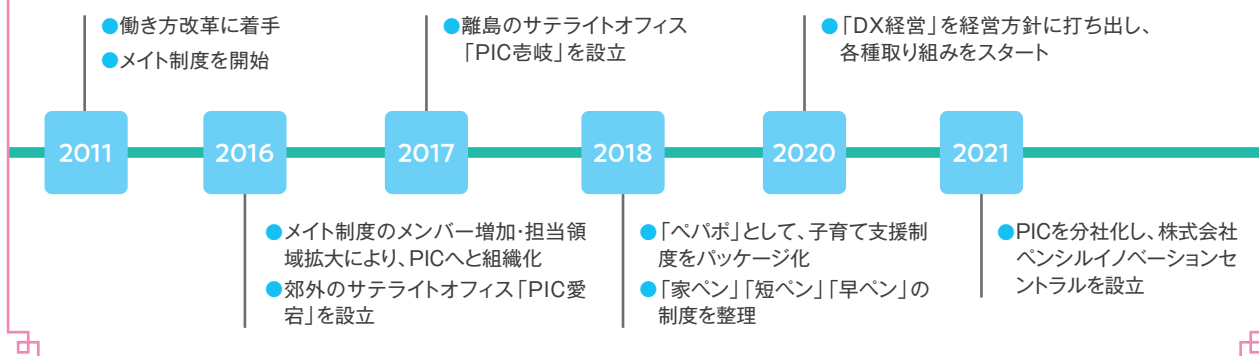 ●働き方改革に着手
●メイト制度を開始
●離島のサテライトオフィス
「PIC壱岐」を設立
●「DX経営」を経営方針に打ち出し、
各種取り組みをスタート
2011
2016
2017
2018
2020
2021
●メイト制度のメンバー増加・担当領
域拡大により、PICへと組織化
●郊外のサテライトオフィス「PIC愛
宕」を設立
●「ペパポ」として、子育て支援制
度をパッケージ化
●「家ペン」「短ペン」「早ペン」の
制度を整理
●PICを分社化し、株式会社
ペンシルイノベーションセ
ントラルを設立